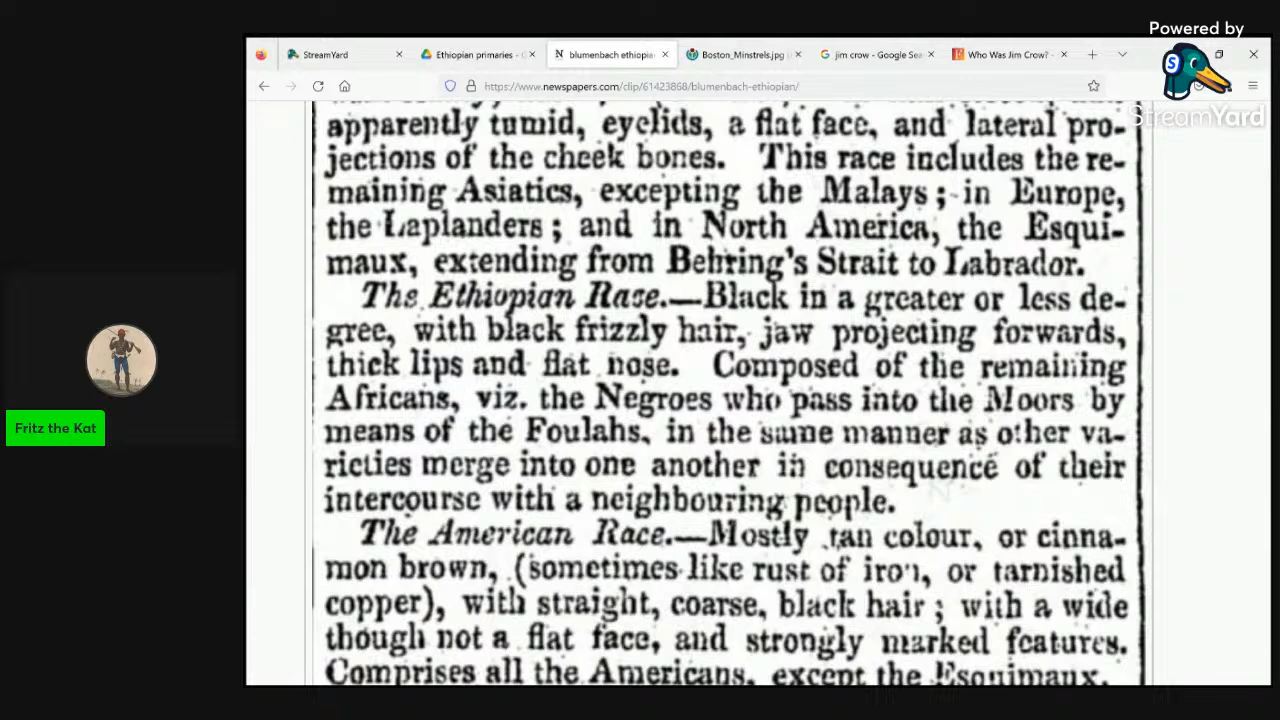 Powered by
StreamYard
StreamYard
Ethiopian primaries - G
blumenbach ethiopia
Boston_Minstrels.jpg
jim crow - Google Sea
Who Was Jim Crow? -
https://www.newspapers.com/clip/61423868/blumenbach-ethiopian/
apparently tumid, eyelids, a flat face, and lateral pro-
jections of the cheek bones. This race includes the re-
maining Asiatics, excepting the Malays; in Europe,
the Laplanders; and in North America, the Esqui-
maux, extending from Behring's Strait to Labrador.
The Ethiopian Race.—Black in a greater or less de-
gree, with black frizzly hair, jaw projecting forwards,
thick lips and flat nose. Composed of the remaining
Africans, viz. the Negroes who pass into the Moors by
means of the Foulahs, in the same manner as other va-
rieties merge into one another in consequence of their
intercourse with a neighbouring people.
The American Race.—Mostly tan colour, or cinna-
mon brown, (sometimes like rust of iron, or tarnished
copper), with straight, coarse, black hair; with a wide
though not a flat face, and strongly marked features.
Comprises all the Americans, except the Esquimaux.
Fritz the Kat